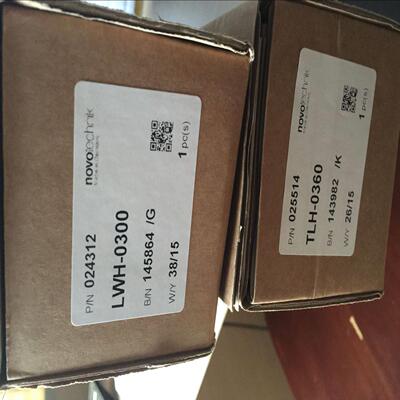 novotechnik
P/N 024312
LWH-0300
B/N 145864 /G
W/Y 38/15
1 pc(s)
novotechnik
P/N 025514
TLH-0360
B/N 143982 /K
W/Y 26/15
1 pc(s)